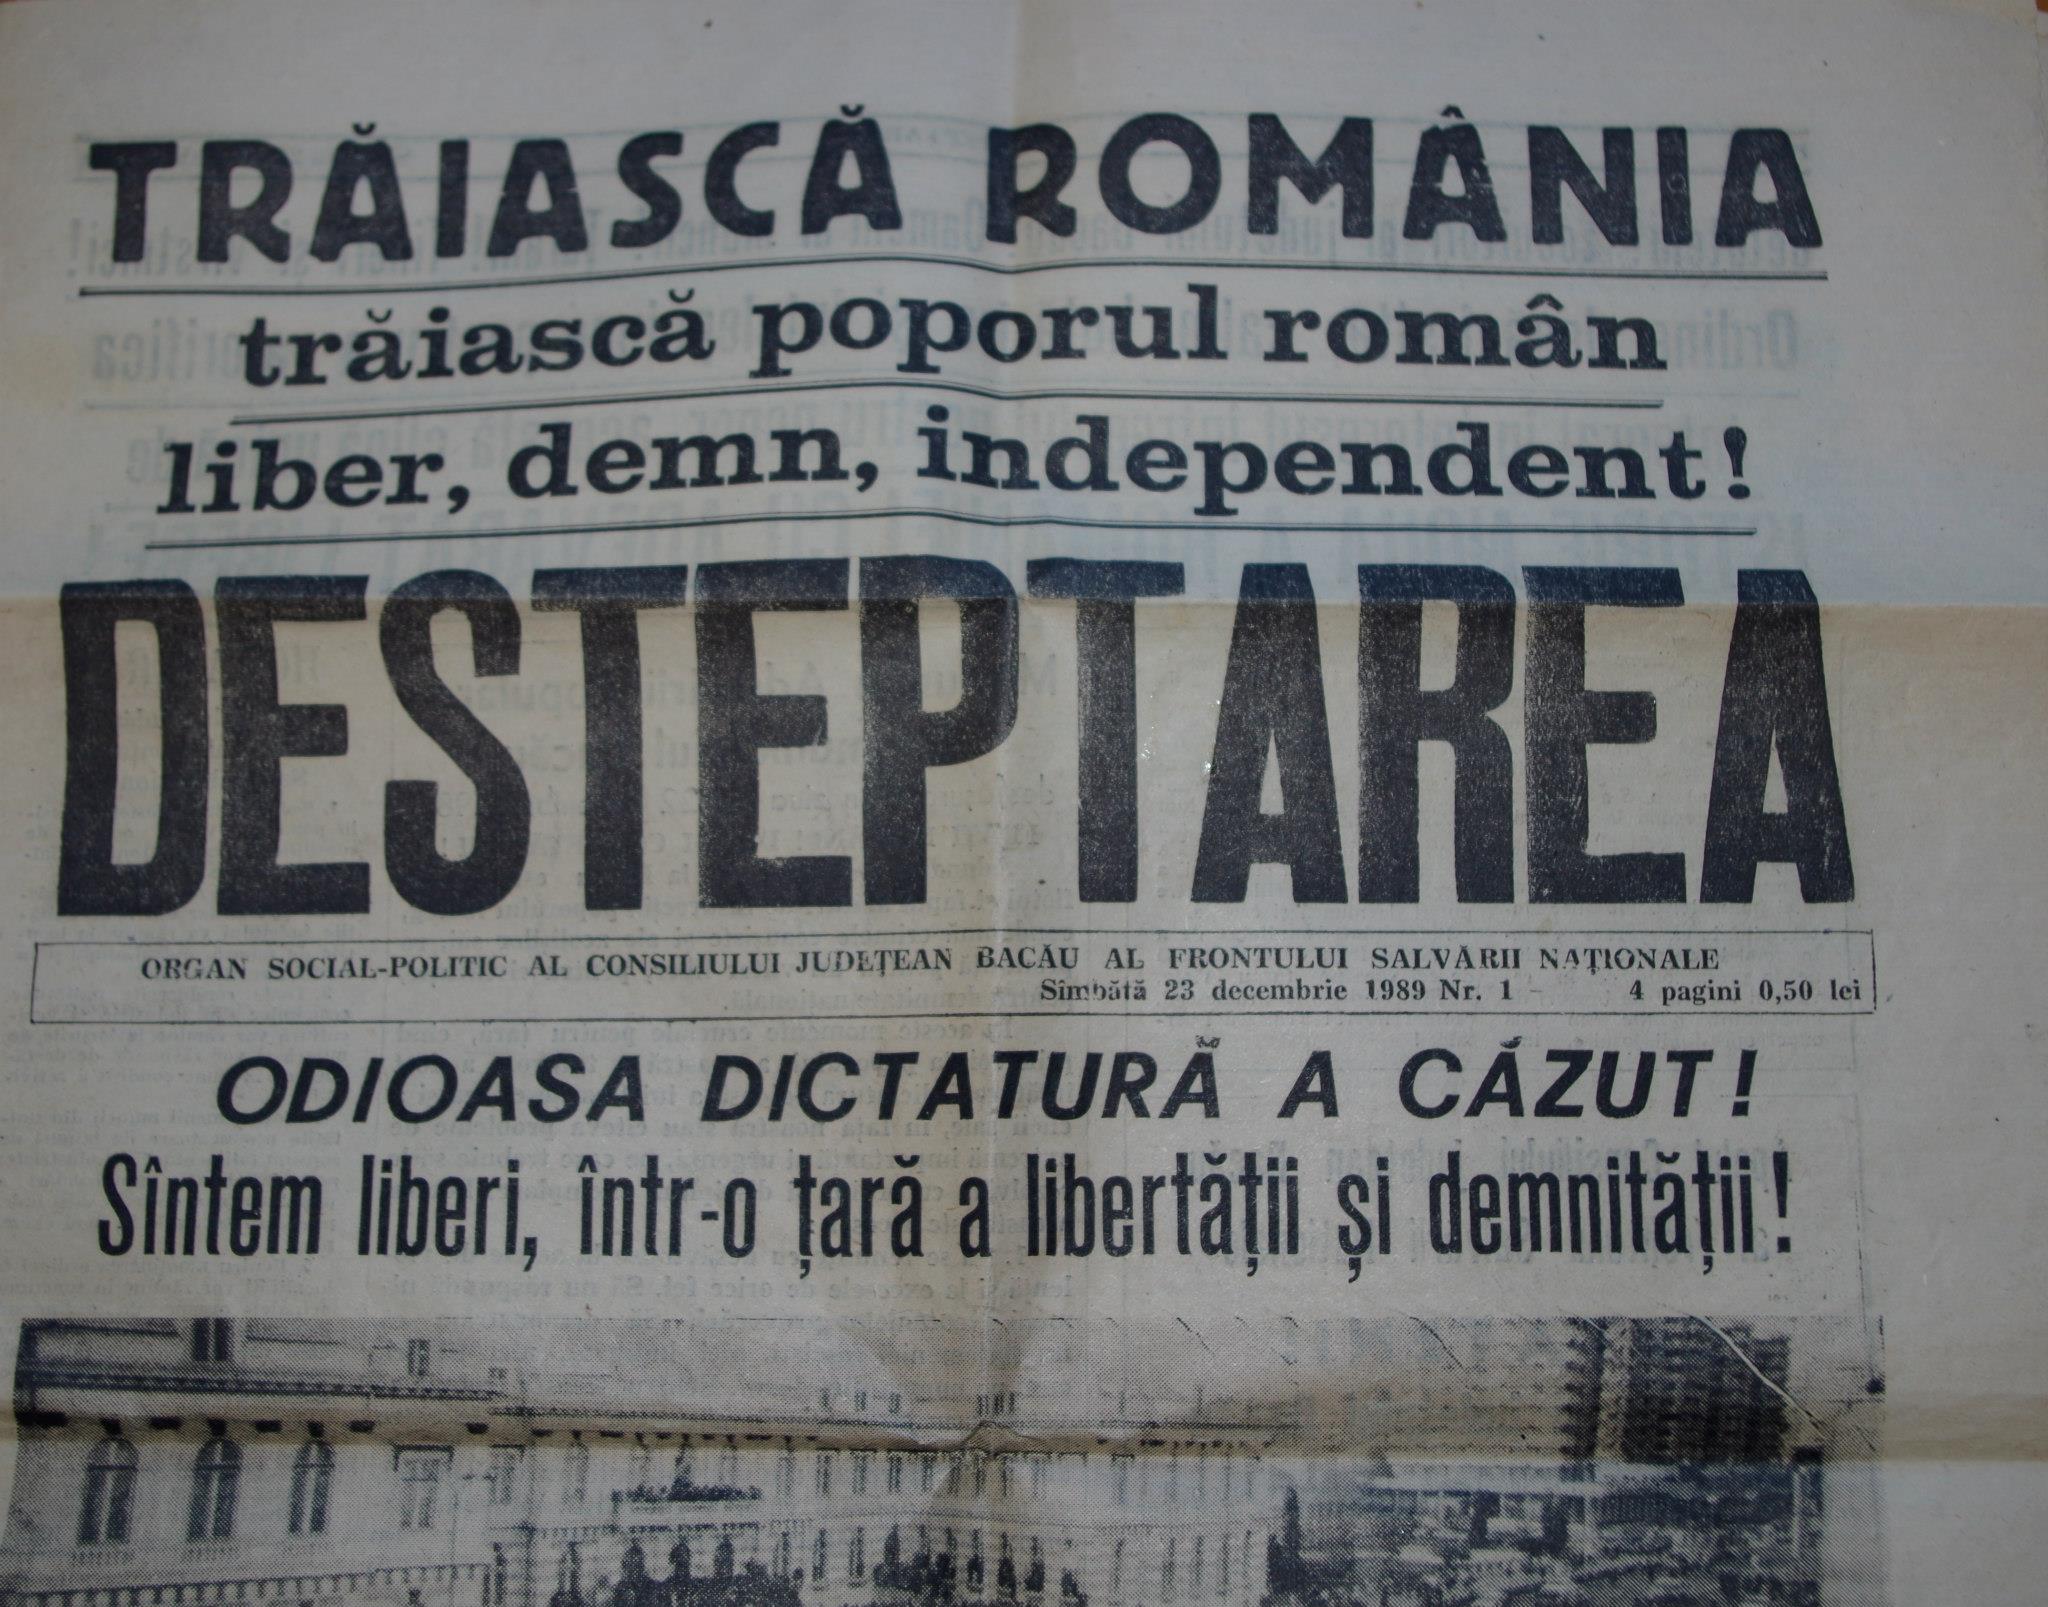 TRĂIASCĂ ROMÂNIA
trăiască poporul român
liber, demn, independent!
DESTEPTAREA
ORGAN SOCIAL-POLITIC AL CONSILIULUI JUDEȚEAN BACĂU AL FRONTULUI SALVĂRII NAȚIONALE
Sîmbătă 23 decembrie 1989 Nr. 1 4 pagini 0,50 lei
ODIOASA DICTATURĂ A CĂZUT!
Sîntem liberi, într-o țară a libertății și demnității!